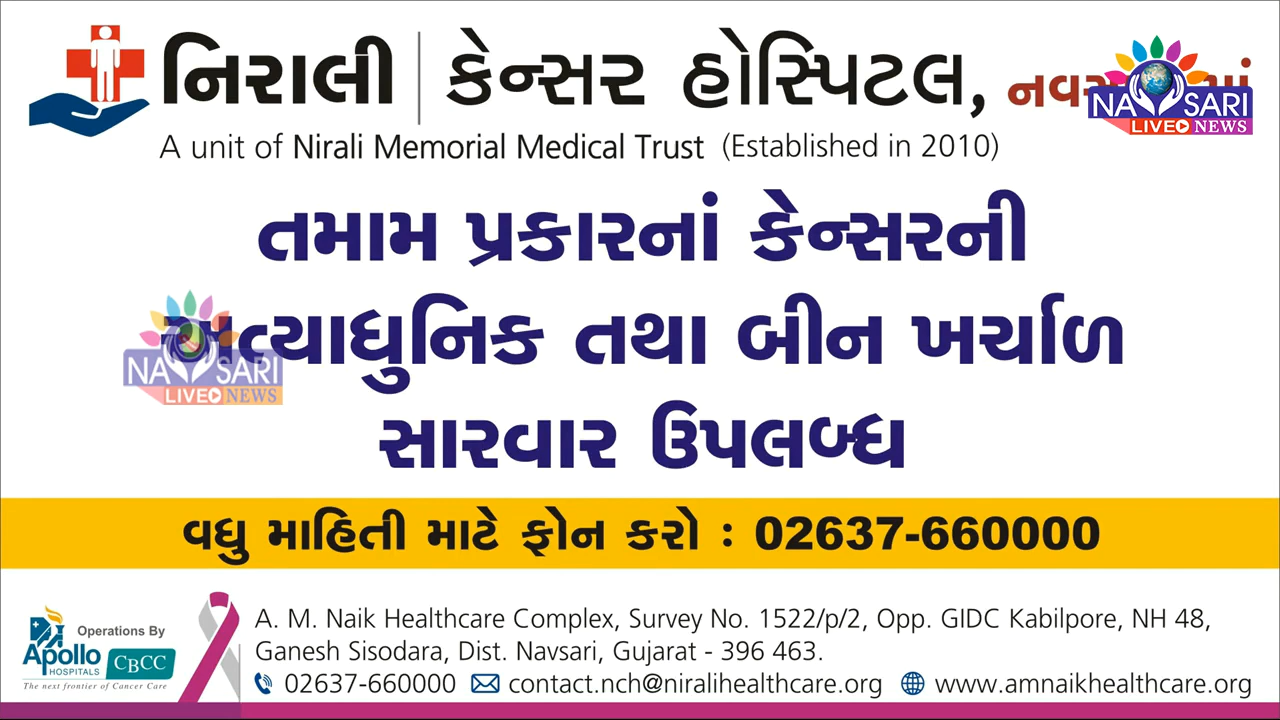 નિરાલી | કેન્સર હોસ્પિટલ,
NAVSARI
LIVE NEWS
A unit of Nirali Memorial Medical Trust (Established in 2010)
તમામ પ્રકારનાં કેન્સરની
તથા બીન ખર્ચાળ
NAVSARI
LIVE NEWS
સારવાર ઉપલબ્ધ
વધુ માહિતી માટે ફોન કરો : 02637-660000
Operations By
Apollo
HOSPITALS
CBCC
The next frontier of Cancer Care
A. M. Naik Healthcare Complex, Survey No. 1522/p/2, Opp. GIDC Kabilpore, NH 48,
Ganesh Sisodara, Dist. Navsari, Gujarat - 396 463.
02637-660000 contact.nch@niralihealthcare.org www.amnaikhealthcare.org